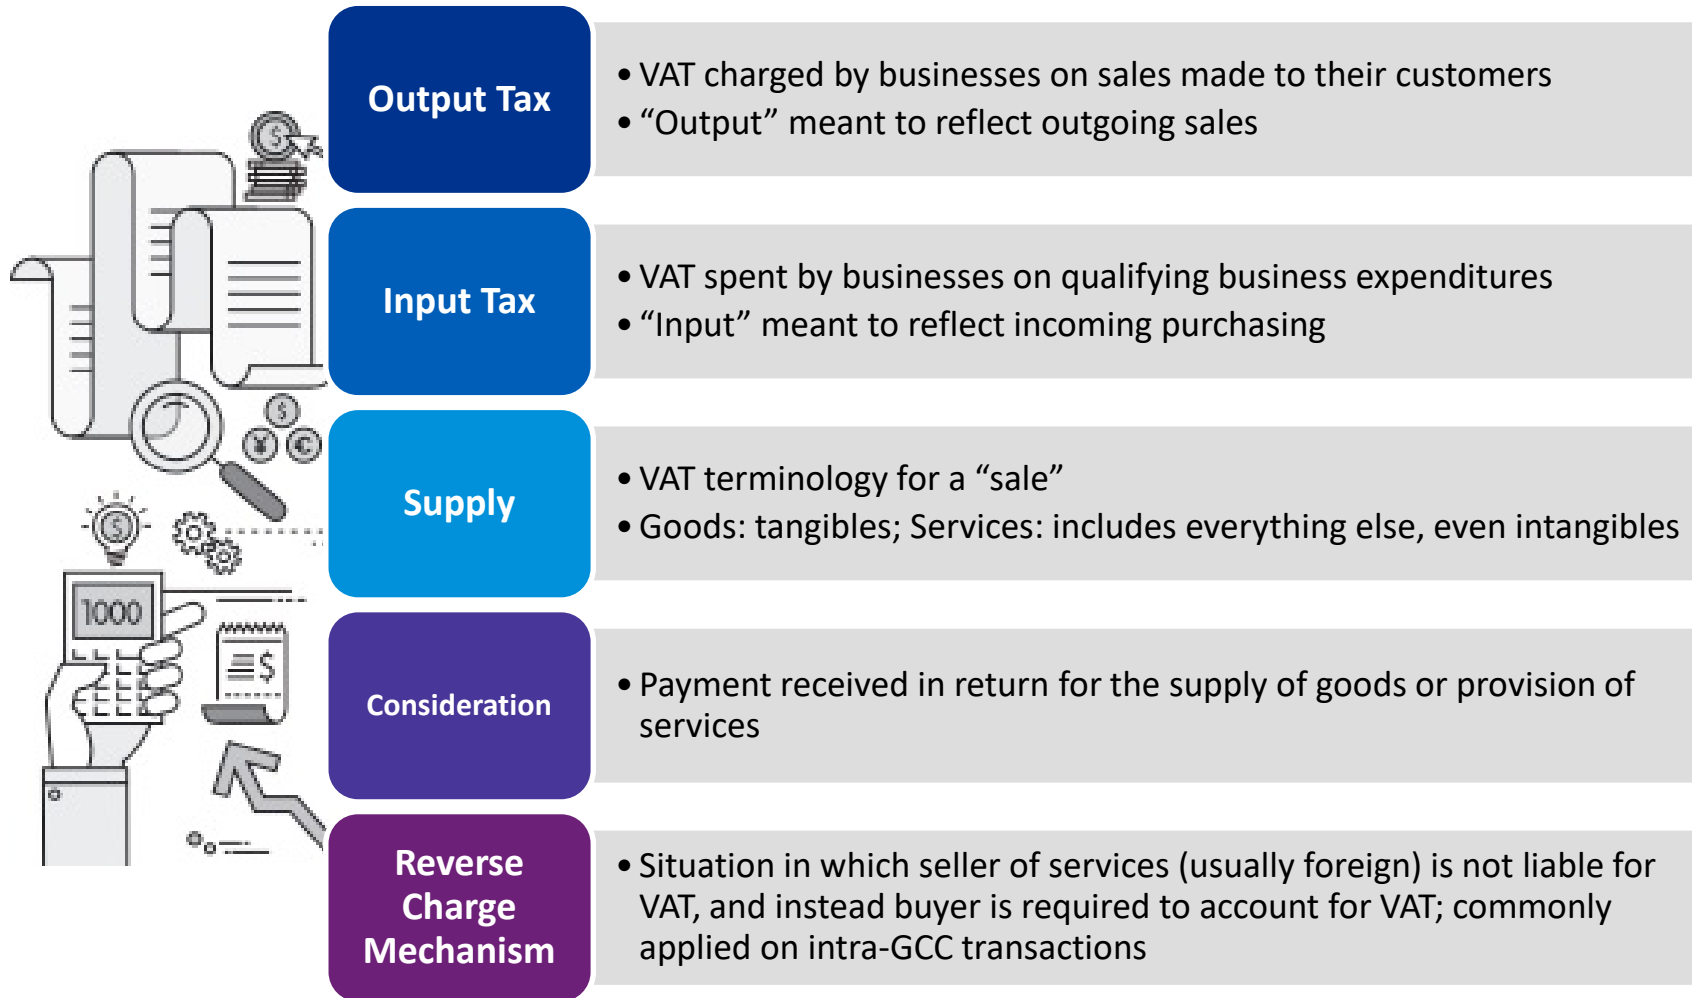 Output Tax
• VAT charged by businesses on sales made to their customers
• “Output” meant to reflect outgoing sales
Input Tax
• VAT spent by businesses on qualifying business expenditures
• “Input” meant to reflect incoming purchasing
Supply
• VAT terminology for a “sale”
• Goods: tangibles; Services: includes everything else, even intangibles
Consideration
• Payment received in return for the supply of goods or provision of
services
Reverse
Charge
Mechanism
• Situation in which seller of services (usually foreign) is not liable for
VAT, and instead buyer is required to account for VAT; commonly
applied on intra-GCC transactions
$
$
¥
€
$
1000
$